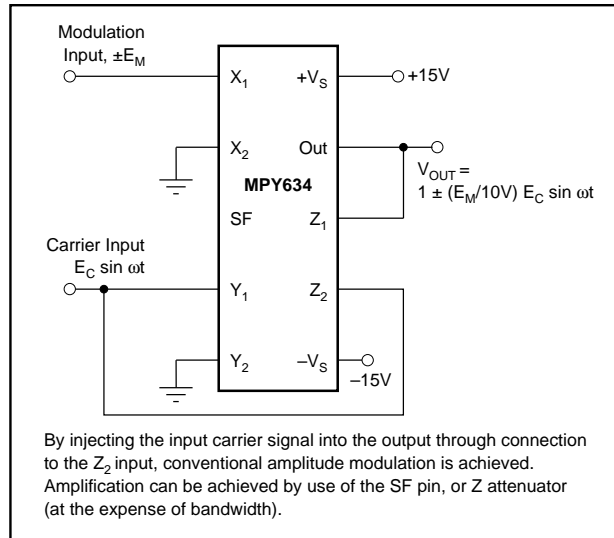 Modulation
Input, ±E_M
X_1
+V_S
+15V
X_2
Out
MPY634
V_OUT =
1 ± (E_M/10V) E_C sin ωt
SF
Z_1
Carrier Input
E_C sin ωt
Y_1
Z_2
Y_2
–V_S
–15V
By injecting the input carrier signal into the output through connection
to the Z_2 input, conventional amplitude modulation is achieved.
Amplification can be achieved by use of the SF pin, or Z attenuator
(at the expense of bandwidth).